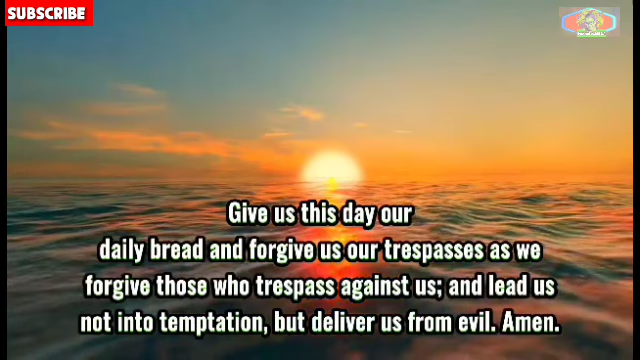 SUBSCRIBE
Give us this day our
daily bread and forgive us our trespasses as we
forgive those who trespass against us; and lead us
not into temptation, but deliver us from evil. Amen.